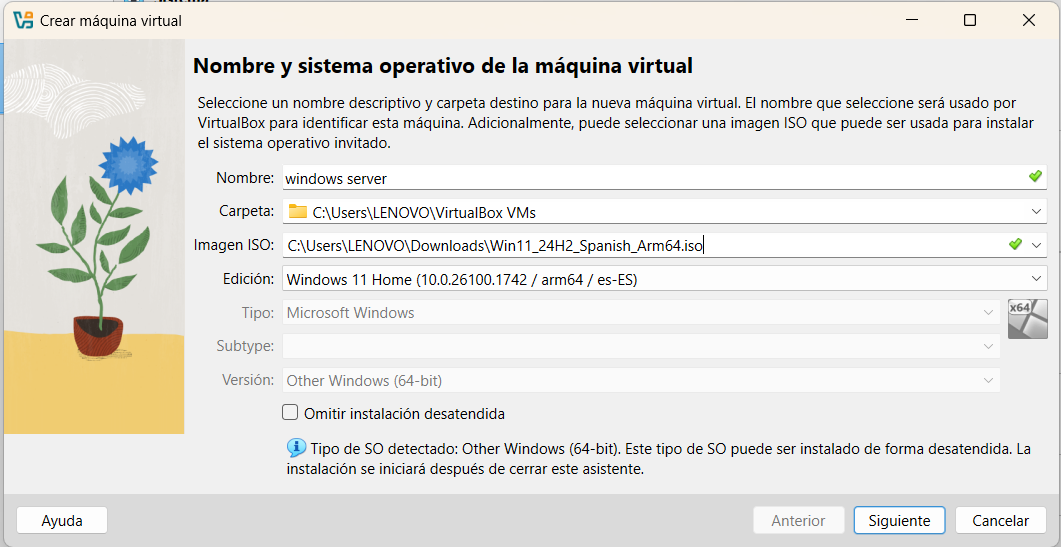 Crear máquina virtual
Nombre y sistema operativo de la máquina virtual
Seleccione un nombre descriptivo y carpeta destino para la nueva máquina virtual. El nombre que seleccione será usado por
VirtualBox para identificar esta máquina. Adicionalmente, puede seleccionar una imagen ISO que puede ser usada para instalar
el sistema operativo invitado.
Nombre: windows server
Carpeta: C:\Users\LENOVO\VirtualBox VMs
Imagen ISO: C:\Users\LENOVO\Downloads\Win11_24H2_Spanish_Arm64.iso
Edición: Windows 11 Home (10.0.26100.1742 / arm64 / es-ES)
Tipo: Microsoft Windows x64
Subtype:
Versión: Other Windows (64-bit)
Omitir instalación desatendida
Tipo de SO detectado: Other Windows (64-bit). Este tipo de SO puede ser instalado de forma desatendida. La
instalación se iniciará después de cerrar este asistente.
Ayuda Anterior Siguiente Cancelar